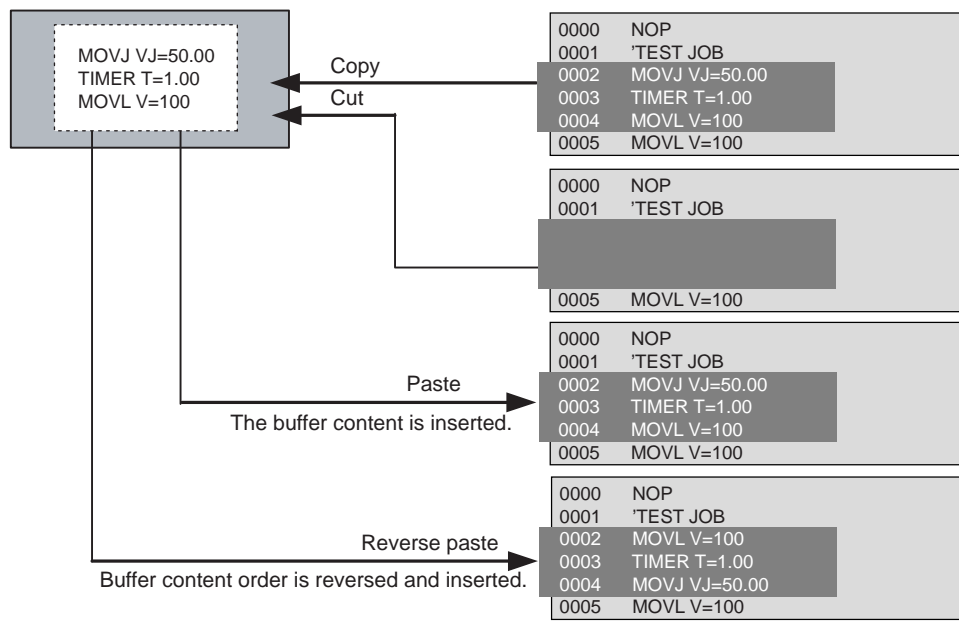 MOVJ VJ=50.00
TIMER T=1.00
MOVL V=100
Copy
Cut
0000 NOP
0001 ’TEST JOB
0002 MOVJ VJ=50.00
0003 TIMER T=1.00
0004 MOVL V=100
0005 MOVL V=100
0000 NOP
0001 ’TEST JOB
0005 MOVL V=100
Paste
The buffer content is inserted.
0000 NOP
0001 ’TEST JOB
0002 MOVJ VJ=50.00
0003 TIMER T=1.00
0004 MOVL V=100
0005 MOVL V=100
Reverse paste
Buffer content order is reversed and inserted.
0000 NOP
0001 ’TEST JOB
0002 MOVL V=100
0003 TIMER T=1.00
0004 MOVJ VJ=50.00
0005 MOVL V=100